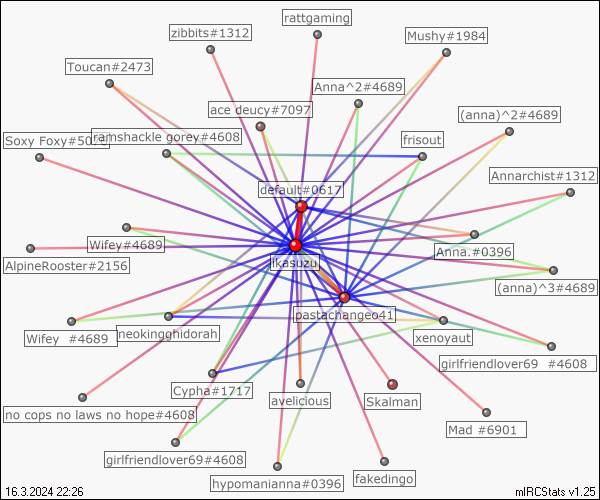 rattgaming
zibbits#1312
Mushy#1984
Toucan#2473
Anna^2#4689
ace deucy#7097
(anna)^2#4689
Soxy Foxy#50
ramshackle gorey#4608
frisout
default#0617
Annarchist#1312
Wifey#4689
Anna.#0396
lkasuzu
AlpineRooster#2156
(anna)^3#4689
pastachangeo41
Wifey #4689
neokingghidorah
xenoyaut
girlfriendlover69 #4608
Cypha#1717
avelicious
Skalman
no cops no laws no hope#4608
Mad #6901
girlfriendlover69#4608
hypomanianna#0396
fakedingo
16.3.2024 22:26
mIRCStats v1.25